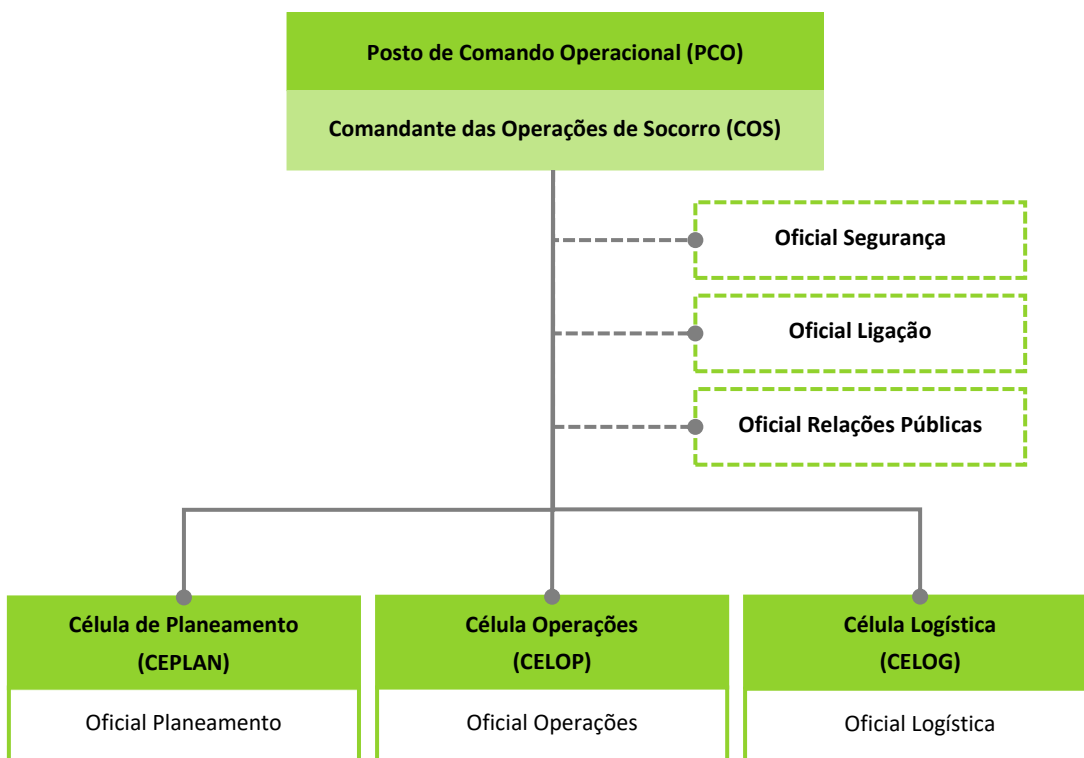 Posto de Comando Operacional (PCO)
Comandante das Operações de Socorro (COS)
Oficial Segurança
Oficial Ligação
Oficial Relações Públicas
Célula de Planeamento
(CEPLAN)
Oficial Planeamento
Célula Operações
(CELOP)
Oficial Operações
Célula Logística
(CELOG)
Oficial Logística